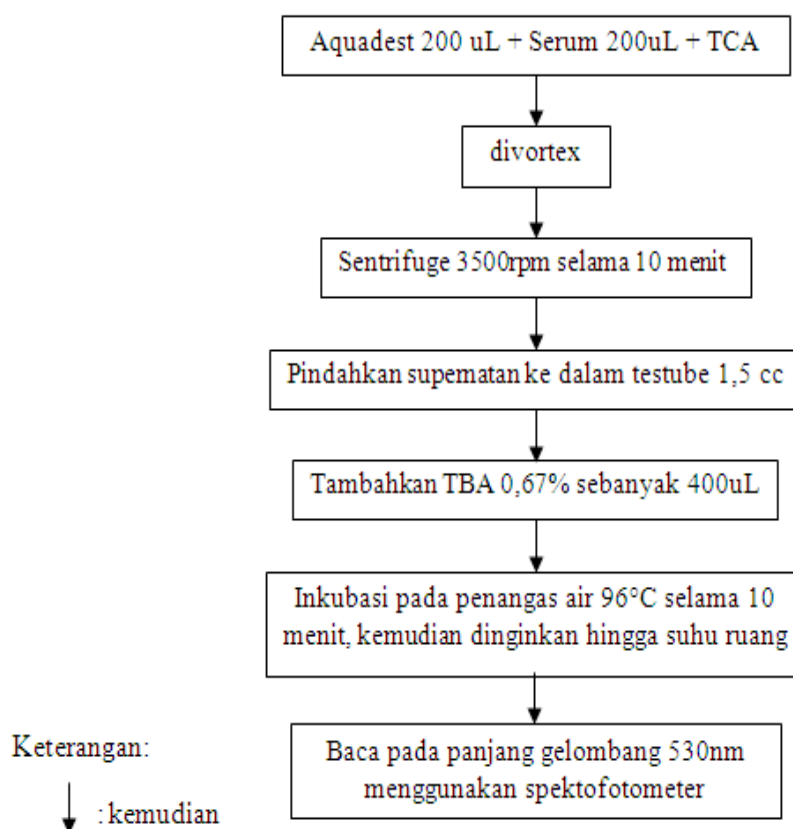 Aquadest 200 uL + Serum 200uL + TCA
divortex
Sentrifuge 3500rpm selama 10 menit
Pindahkan supematan ke dalam testube 1,5 cc
Tambahkan TBA 0,67% sebanyak 400uL
Inkubasi pada penangas air 96°C selama 10
menit, kemudian dinginkan hingga suhu ruang
Baca pada panjang gelombang 530nm
menggunakan spektofotometer
Keterangan:
: kemudian